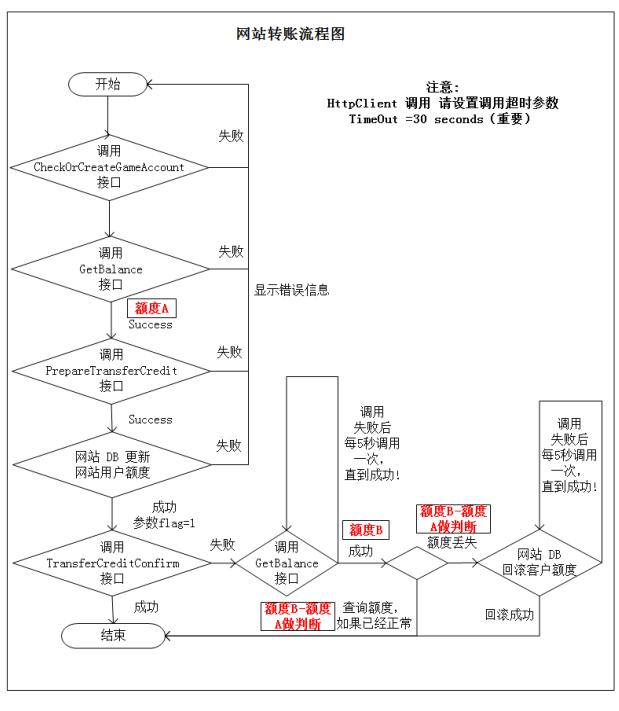 网站转账流程图
开始
注意:
HttpClient 调用 请设置调用超时参数
TimeOut =30 seconds（重要）
失败
调用
CheckOrCreateGameAccount
接口
失败
调用
GetBalance
接口
显示错误信息
额度A
Success
失败
调用
PrepareTransferCredit
接口
Success
失败
网站 DB 更新
网站用户额度
调用
失败后
每5秒调用
一次，
直到成功!
调用
失败后
每5秒调用
一次，
直到成功!
成功
参数flag=1
额度B
成功
额度B-额度
A做判断
额度丢失
失败
调用
TransferCreditConfirm
接口
调用
GetBalance
接口
网站 DB
回滚客户额度
成功
额度B-额度
A做判断
查询额度，
如果已经正常
回滚成功
结束